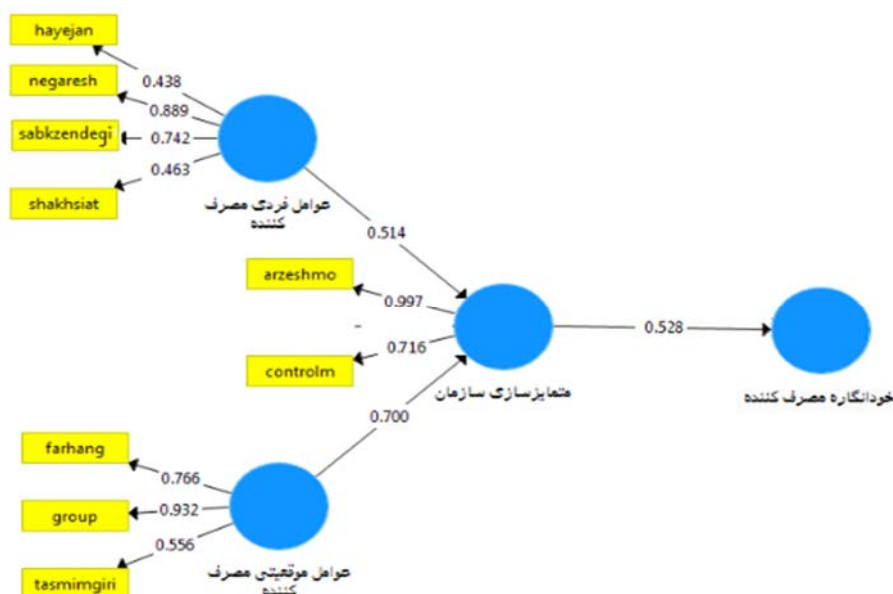 hayejan
0.438
negaresh
0.889
sabkzendegi
0.742
0.463
shakhsiat
عوامل فردی مصرف
کننده
0.514
arzeshmo
0.997
0.716
controlm
متمایزسازی سازمان
0.528
خودانگاره مصرف کننده
0.700
farhang
0.766
group
0.932
0.556
tasmimgiri
عوامل موقعیتی مصرف
کننده